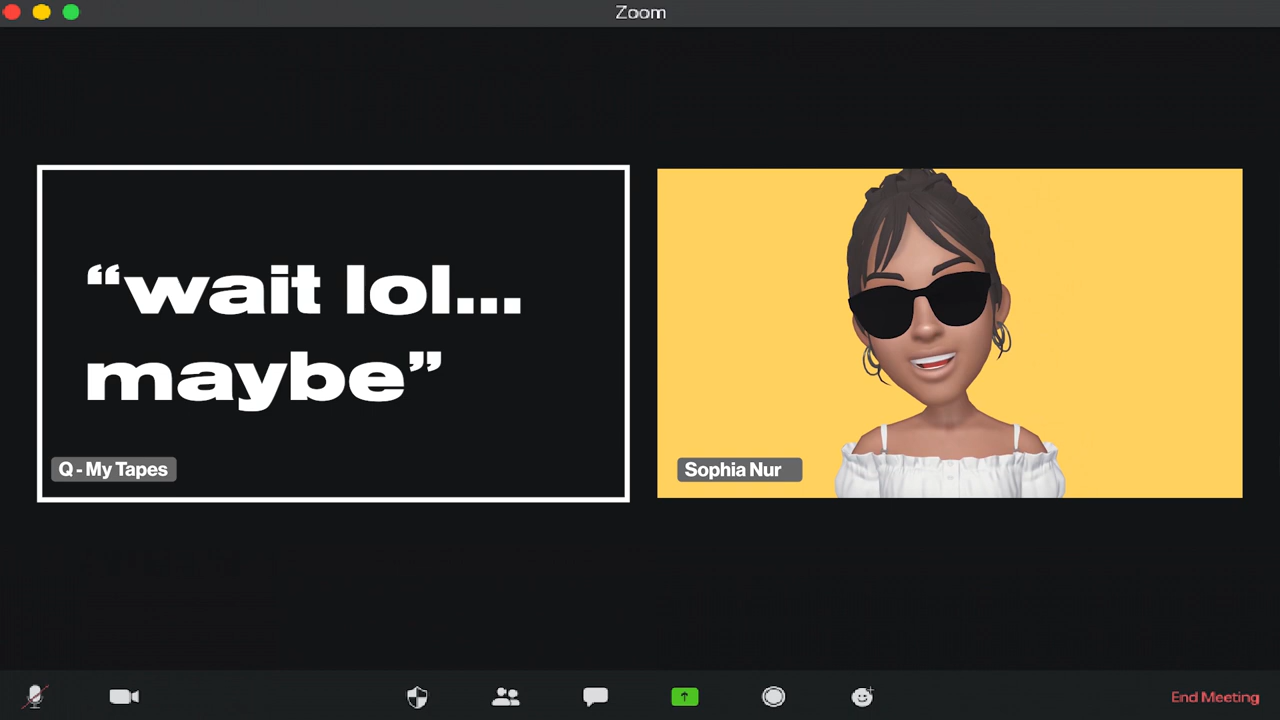 Zoom
“wait lol...
maybe”
Q - My Tapes
Sophia Nur
End Meeting